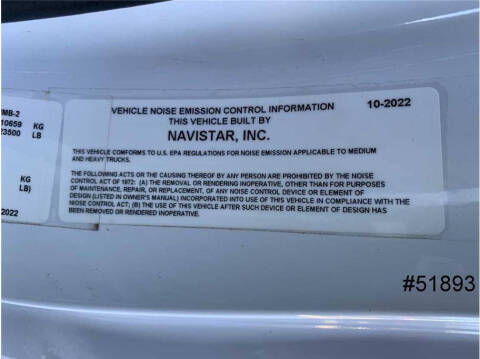 VEHICLE NOISE EMISSION CONTROL INFORMATION 10-2022
THIS VEHICLE BUILT BY
NAVISTAR, INC.
THIS VEHICLE CONFORMS TO U.S. EPA REGULATIONS FOR NOISE EMISSION APPLICABLE TO MEDIUM
AND HEAVY TRUCKS.
THE FOLLOWING ACTS OR THE CAUSING THEREOF BY ANY PERSON ARE PROHIBITED BY THE NOISE
CONTROL ACT OF 1972: (A) THE REMOVAL OR RENDERING INOPERATIVE, OTHER THAN FOR PURPOSES
OF MAINTENANCE, REPAIR, OR REPLACEMENT, OF ANY NOISE CONTROL DEVICE OR ELEMENT OF
DESIGN (LISTED IN OWNER'S MANUAL) INCORPORATED INTO USE OF THIS VEHICLE IN COMPLIANCE WITH THE
NIOSE CONTROL ACT; (B) THE USE OF THIS VEHICLE AFTER SUCH DEVICE OR ELEMENT OF DESIGN HAS
BEEN REMOVED OR RENDERED INOPERATIVE.
MB-2
10659 KG
23500 LB
KG
LB)
2022
#51893